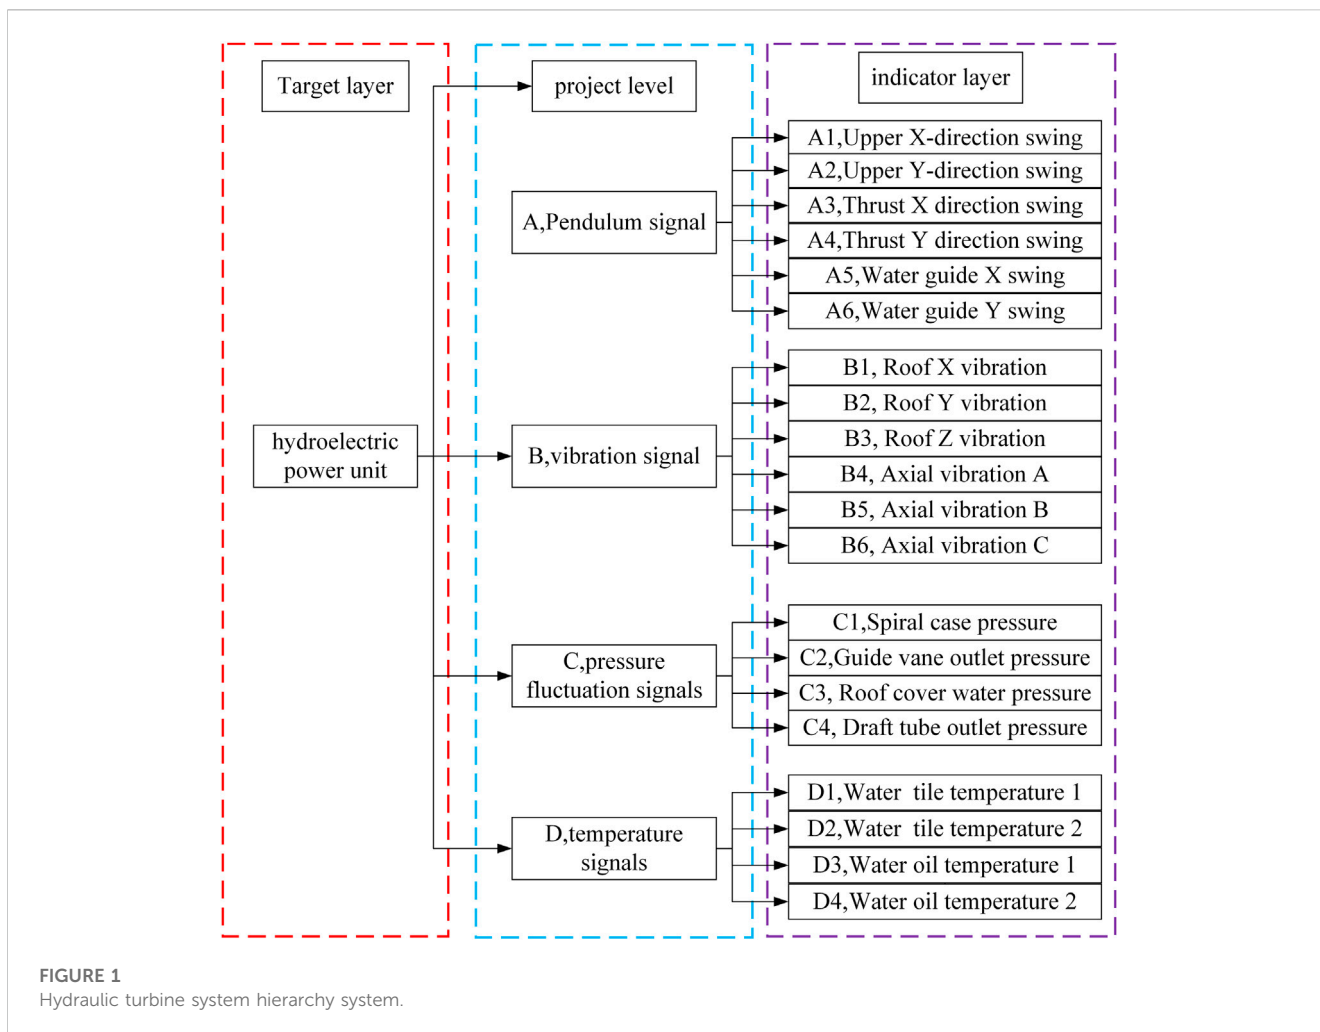 Target layer
project level
indicator layer
hydroelectric
power unit
A,Pendulum signal
A1,Upper X-direction swing
A2,Upper Y-direction swing
A3,Thrust X direction swing
A4,Thrust Y direction swing
A5,Water guide X swing
A6,Water guide Y swing
B,vibration signal
B1, Roof X vibration
B2, Roof Y vibration
B3, Roof Z vibration
B4, Axial vibration A
B5, Axial vibration B
B6, Axial vibration C
C,pressure
fluctuation signals
C1,Spiral case pressure
C2,Guide vane outlet pressure
C3, Roof cover water pressure
C4, Draft tube outlet pressure
D,temperature
signals
D1,Water tile temperature 1
D2,Water tile temperature 2
D3,Water oil temperature 1
D4,Water oil temperature 2
FIGURE 1
Hydraulic turbine system hierarchy system.